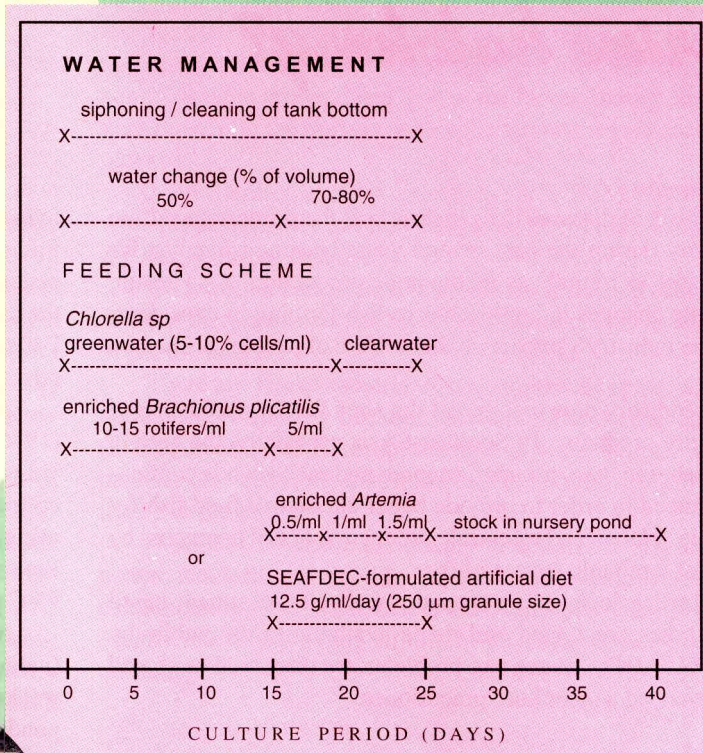 WATER MANAGEMENT
siphoning / cleaning of tank bottom
X-----------------------------------------------X
water change (% of volume)
50% 70-80%
X-----------------------------X------------------X
FEEDING SCHEME
Chlorella sp
greenwater (5-10% cells/ml) clearwater
X------------------------------------X----------X
enriched Brachionus plicatilis
10-15 rotifers/ml 5/ml
X---------------------------X--------X
enriched Artemia
0.5/ml 1/ml 1.5/ml stock in nursery pond
X------x-------x------X-------------------------------X
or
SEAFDEC-formulated artificial diet
12.5 g/ml/day (250 µm granule size)
X--------------------X
0 5 10 15 20 25 30 35 40
CULTURE PERIOD (DAYS)